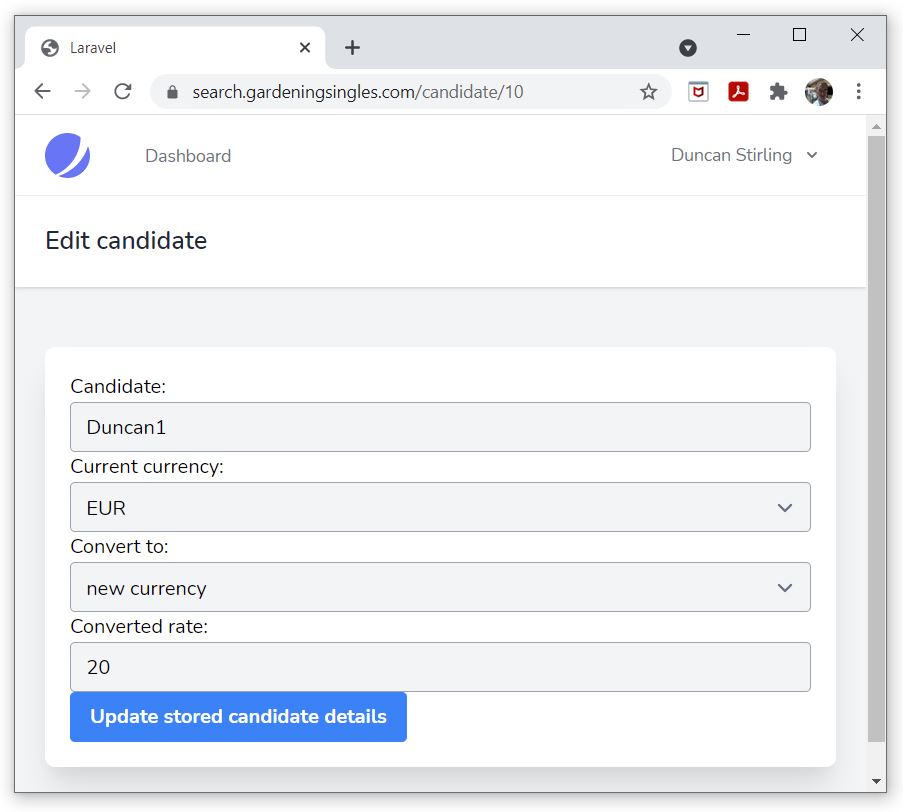 Laravel
search.gardeningsingles.com/candidate/10
Dashboard
Duncan Stirling
Edit candidate
Candidate:
Duncan1
Current currency:
EUR
Convert to:
new currency
Converted rate:
20
Update stored candidate details